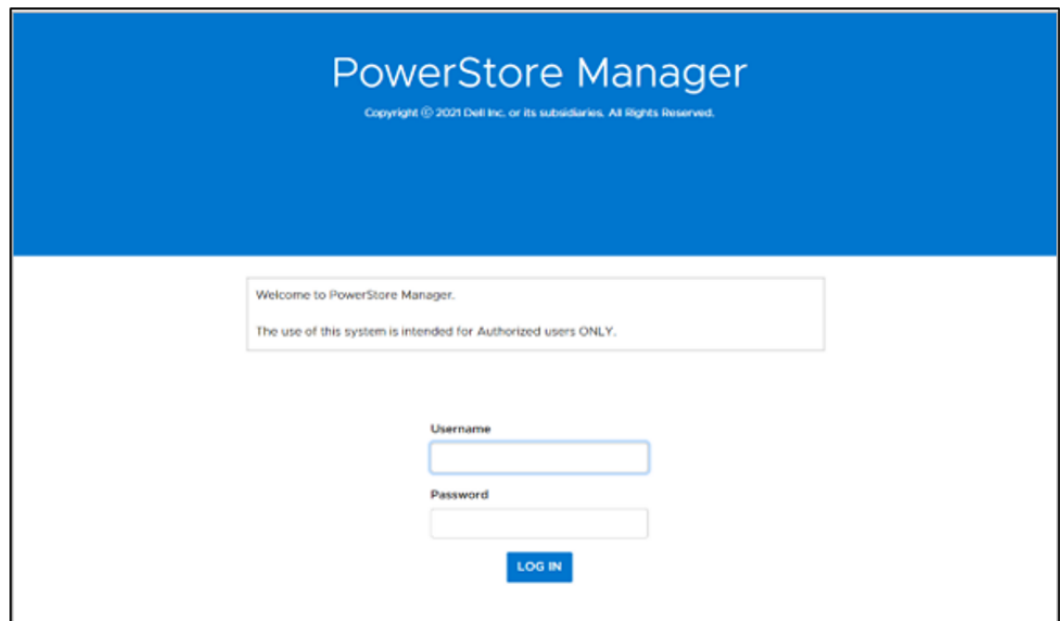 PowerStore Manager
Copyright © 2021 Dell Inc. or its subsidiaries. All Rights Reserved.
Welcome to PowerStore Manager.
The use of this system is intended for Authorized users ONLY.
Username
Password
LOG IN